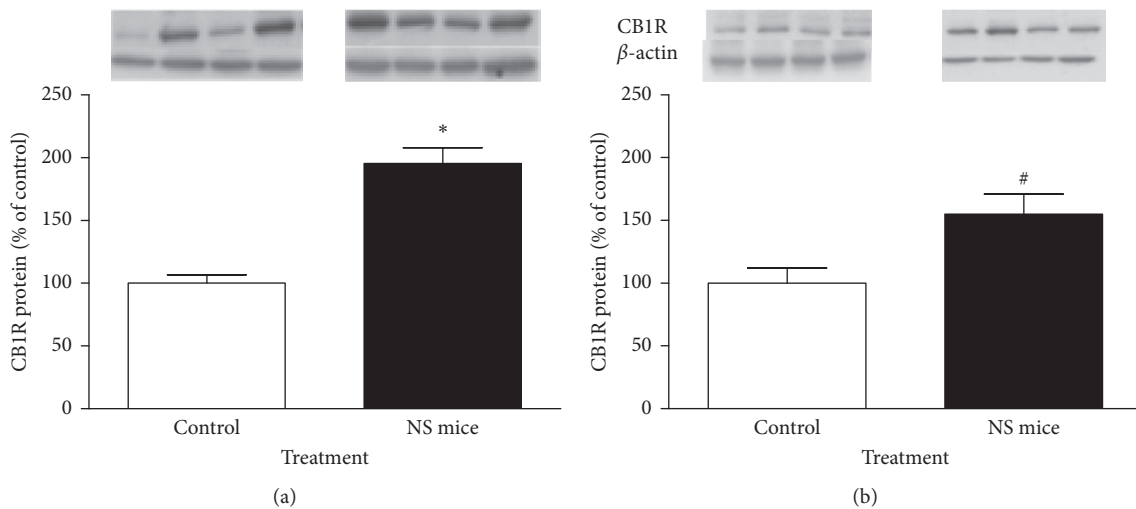 250
200
150
100
50
0
CB1R protein (% of control)
*
Control
NS mice
Treatment
(a)
CB1R
β-actin
250
200
150
100
50
0
CB1R protein (% of control)
#
Control
NS mice
Treatment
(b)